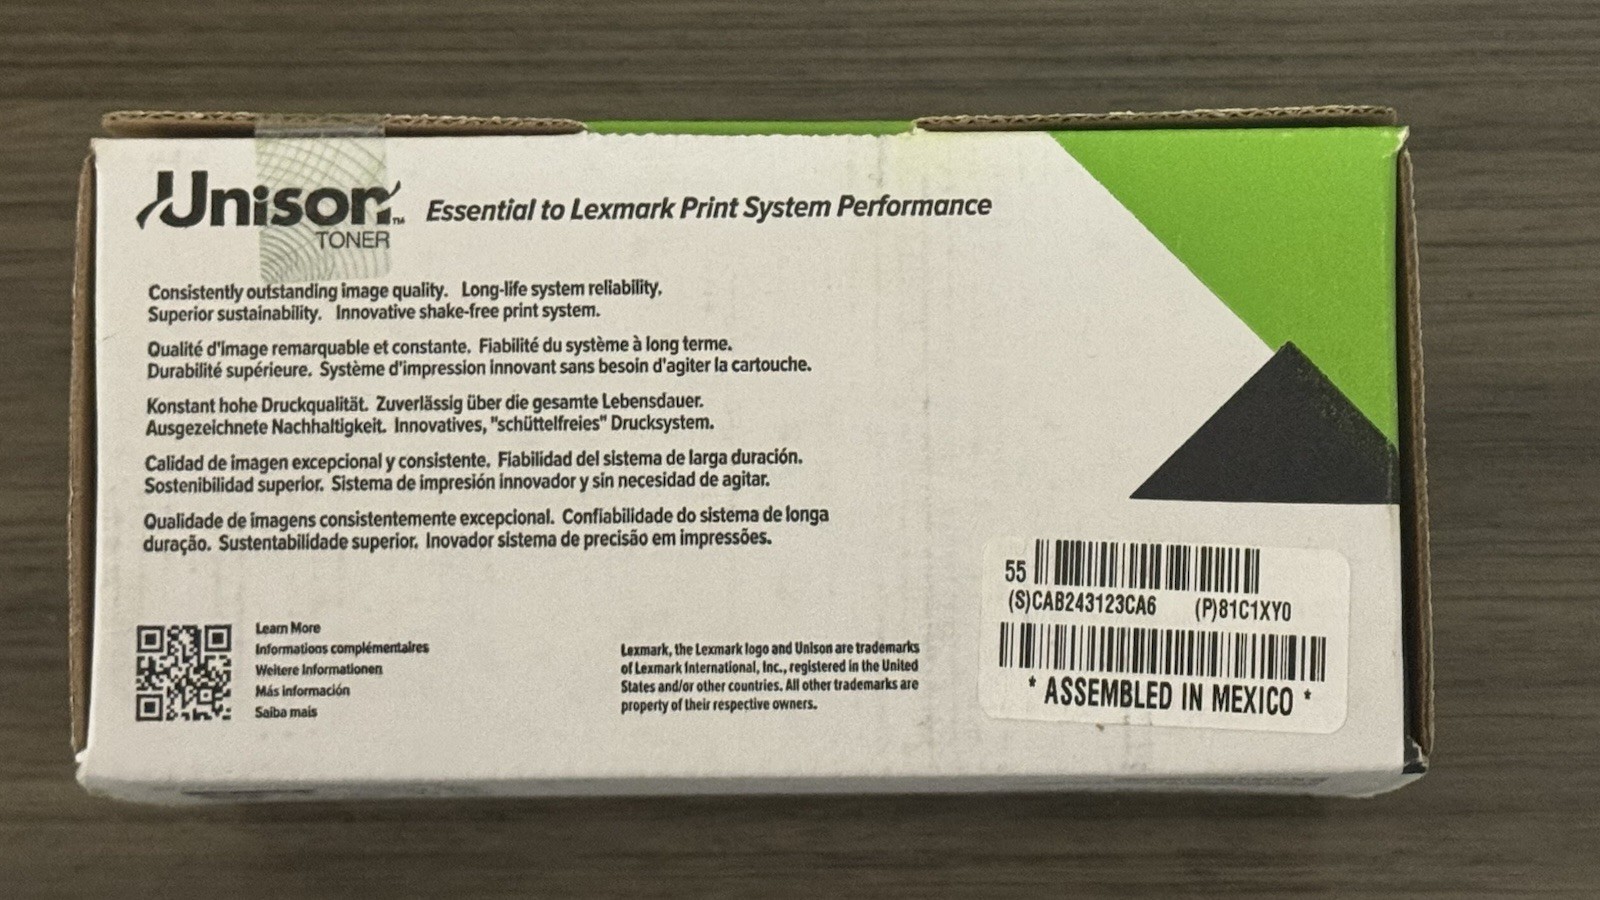 Unison™ Essential to Lexmark Print System Performance
TONER
Consistently outstanding image quality. Long-life system reliability.
Superior sustainability. Innovative shake-free print system.
Qualité d'image remarquable et constante. Fiabilité du système à long terme.
Durabilité supérieure. Système d'impression innovant sans besoin d'agiter la cartouche.
Konstant hohe Druckqualität. Zuverlässig über die gesamte Lebensdauer.
Ausgezeichnete Nachhaltigkeit. Innovatives, "schüttelfreies" Drucksystem.
Calidad de imagen excepcional y consistente. Fiabilidad del sistema de larga duración.
Sostenibilidad superior. Sistema de impresión innovador y sin necesidad de agitar.
Qualidade de imagens consistentemente excepcional. Confiabilidade do sistema de longa
duração. Sustentabilidade superior. Inovador sistema de precisão em impressões.
Learn More
Informations complémentaires
Weitere Informationen
Más información
Saiba mais
Lexmark, the Lexmark logo and Unison are trademarks
of Lexmark International, Inc., registered in the United
States and/or other countries. All other trademarks are
property of their respective owners.
55
(S)CAB243123CA6 (P)81C1XY0
* ASSEMBLED IN MEXICO *